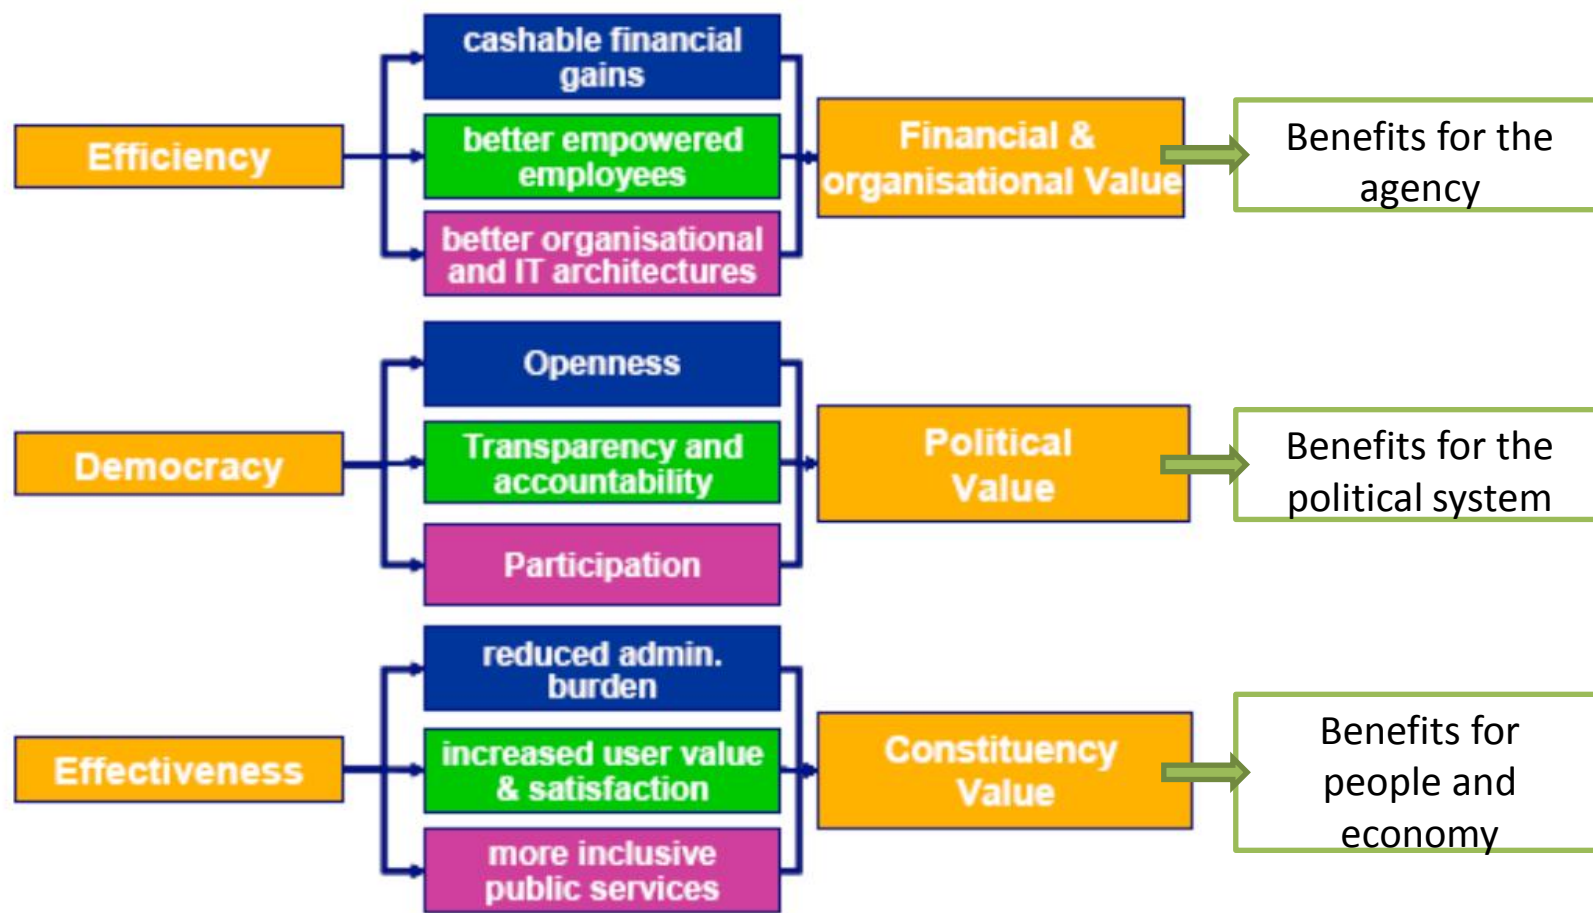 Efficiency
cashable financial
gains
better empowered
employees
better organisational
and IT architectures
Financial &
organisational Value
Benefits for the
agency
Democracy
Openness
Transparency and
accountability
Participation
Political
Value
Benefits for the
political system
Effectiveness
reduced admin.
burden
increased user value
& satisfaction
more inclusive
public services
Constituency
Value
Benefits for
people and
economy